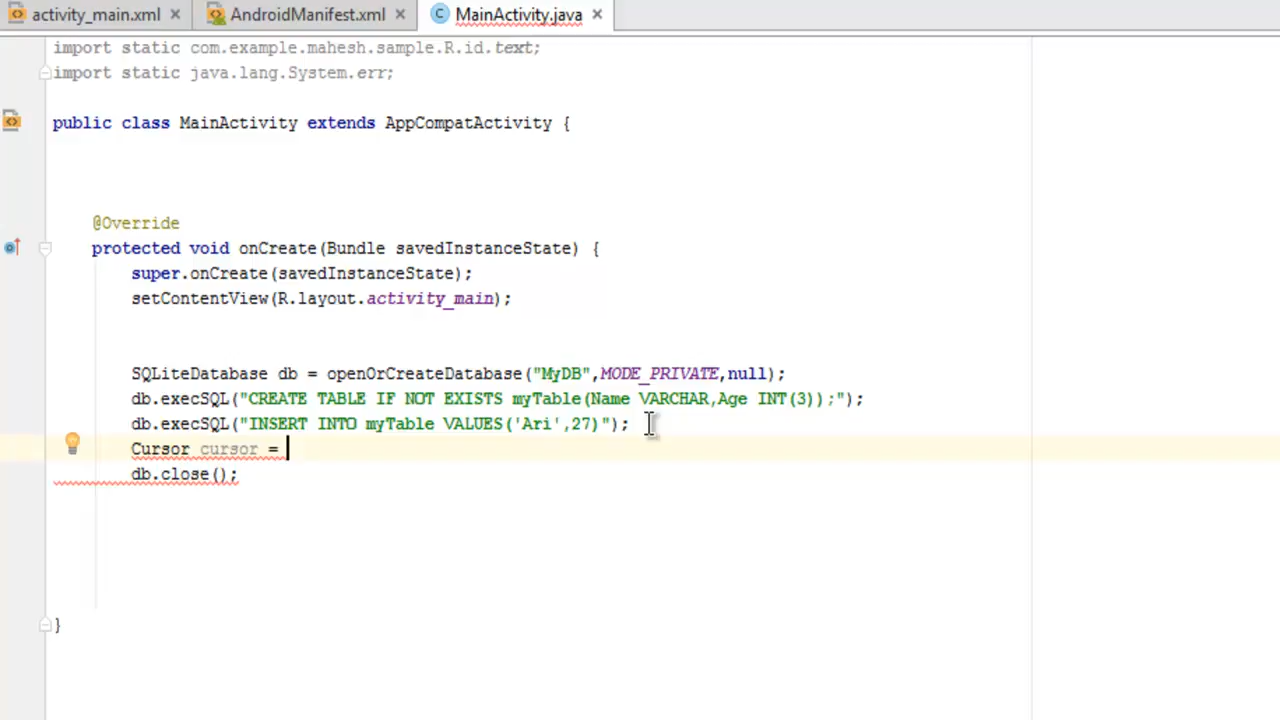 activity_main.xml AndroidManifest.xml MainActivity.java
import static com.example.mahesh.sample.R.id.text;
import static java.lang.System.err;
public class MainActivity extends AppCompatActivity {
@Override
protected void onCreate(Bundle savedInstanceState) {
super.onCreate(savedInstanceState);
setContentView(R.layout.activity_main);
SQLiteDatabase db = openOrCreateDatabase("MyDB",MODE_PRIVATE,null);
db.execSQL("CREATE TABLE IF NOT EXISTS myTable(Name VARCHAR,Age INT(3));");
db.execSQL("INSERT INTO myTable VALUES('Ari',27)");
Cursor cursor =
db.close();
}